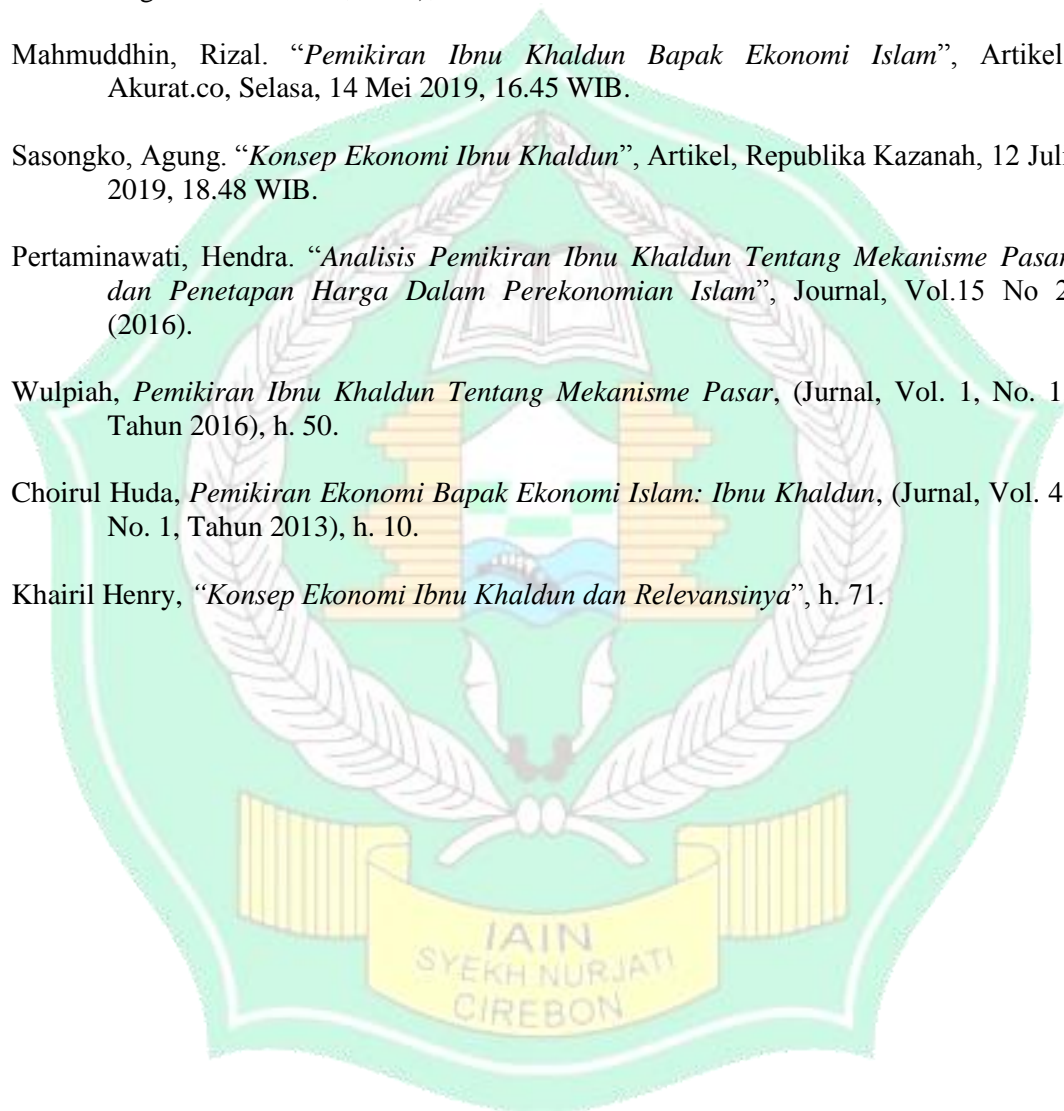 Mahmuddhin, Rizal. “Pemikiran Ibnu Khaldun Bapak Ekonomi Islam”, Artikel
Akurat.co, Selasa, 14 Mei 2019, 16.45 WIB.
Sasongko, Agung. “Konsep Ekonomi Ibnu Khaldun”, Artikel, Republika Kazanah, 12 Juli
2019, 18.48 WIB.
Pertaminawati, Hendra. “Analisis Pemikiran Ibnu Khaldun Tentang Mekanisme Pasar
dan Penetapan Harga Dalam Perekonomian Islam”, Journal, Vol.15 No 2
(2016).
Wulpiah, Pemikiran Ibnu Khaldun Tentang Mekanisme Pasar, (Jurnal, Vol. 1, No. 1
Tahun 2016), h. 50.
Choirul Huda, Pemikiran Ekonomi Bapak Ekonomi Islam: Ibnu Khaldun, (Jurnal, Vol. 4
No. 1, Tahun 2013), h. 10.
Khairil Henry, “Konsep Ekonomi Ibnu Khaldun dan Relevansinya”, h. 71.
IAIN
SYEKH NURJATI
CIREBON